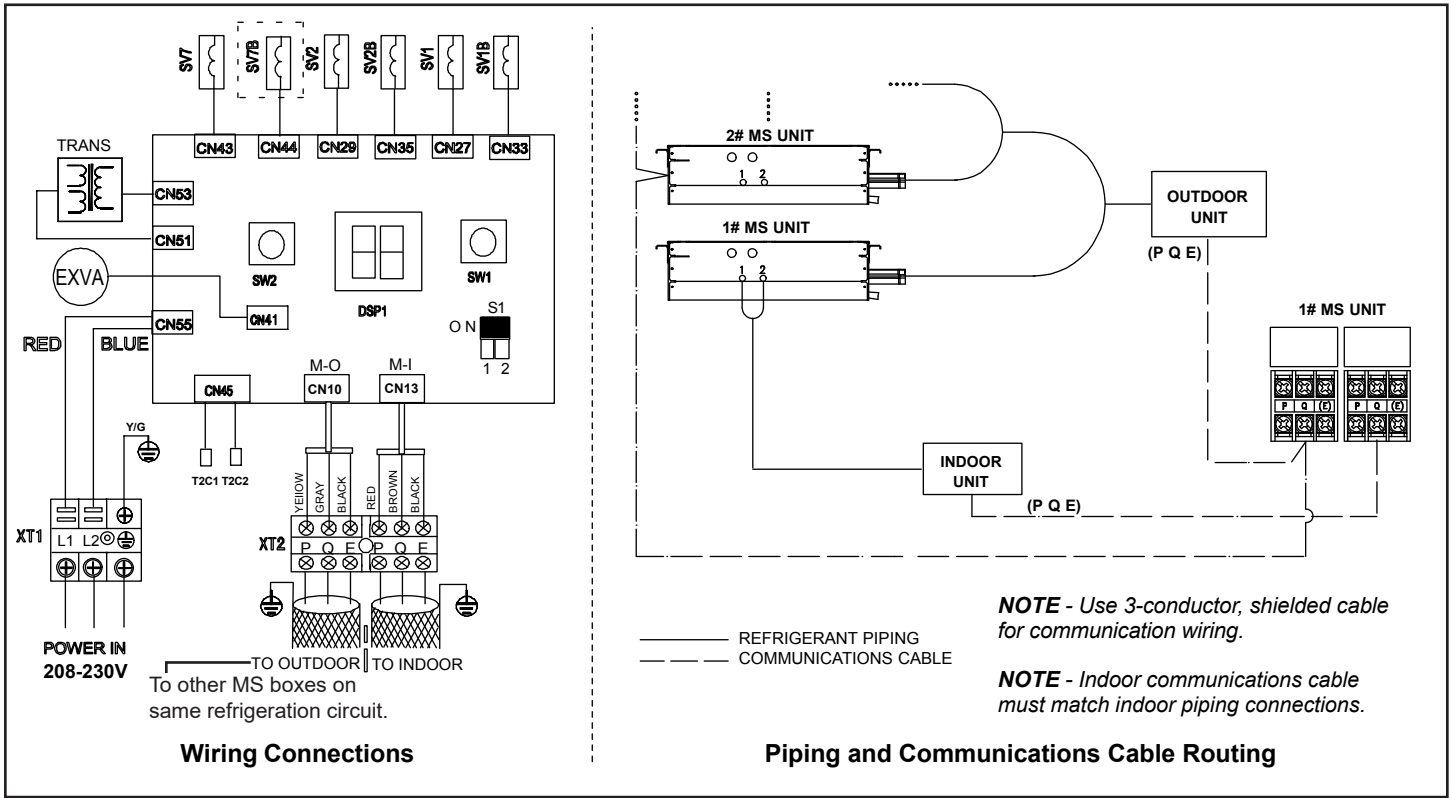 SV7
SV7B
SV2
SV2B
SV1
SV1B
CN43
CN44
CN29
CN35
CN27
CN33
TRANS
CN53
CN51
EXVA
SW2
DSP1
SW1
CN41
S1
O N
1 2
CN55
RED
BLUE
M-O
M-I
CN45
CN10
CN13
Y/G
T2C1 T2C2
YEllOW
GRAY
BLACK
RED
BROWN
BLACK
XT1
L1 L2
XT2
P Q E P Q E
POWER IN
208-230V
TO OUTDOOR
TO INDOOR
To other MS boxes on
same refrigeration circuit.
Wiring Connections
2# MS UNIT
1 2
1# MS UNIT
1 2
OUTDOOR
UNIT
(P Q E)
1# MS UNIT
P Q (E) P Q (E)
INDOOR
UNIT
(P Q E)
REFRIGERANT PIPING
COMMUNICATIONS CABLE
NOTE - Use 3-conductor, shielded cable
for communication wiring.
NOTE - Indoor communications cable
must match indoor piping connections.
Piping and Communications Cable Routing